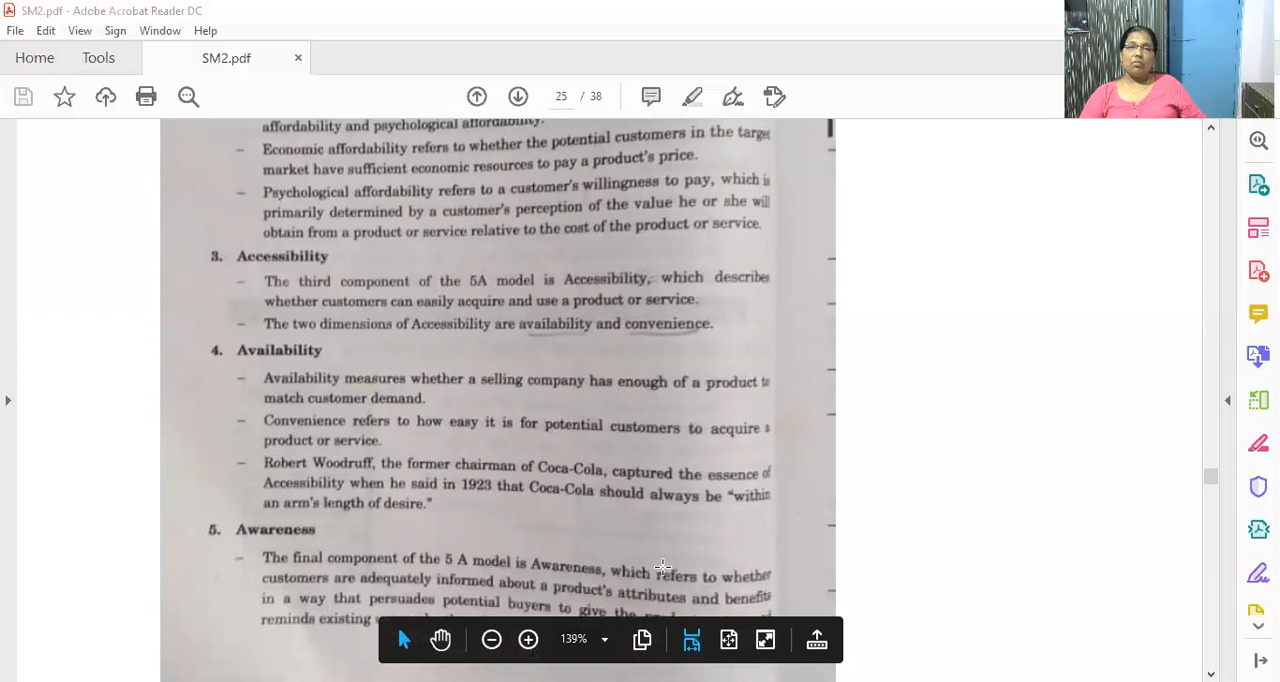 SM2.pdf - Adobe Acrobat Reader DC
File Edit View Sign Window Help
Home Tools SM2.pdf ×
25 / 38
affordability and psychological affordability.
– Economic affordability refers to whether the potential customers in the target
market have sufficient economic resources to pay a product's price.
– Psychological affordability refers to a customer's willingness to pay, which is
primarily determined by a customer's perception of the value he or she will
obtain from a product or service relative to the cost of the product or service.
3. Accessibility
– The third component of the 5A model is Accessibility, which describes
whether customers can easily acquire and use a product or service.
– The two dimensions of Accessibility are availability and convenience.
4. Availability
– Availability measures whether a selling company has enough of a product to
match customer demand.
– Convenience refers to how easy it is for potential customers to acquire a
product or service.
– Robert Woodruff, the former chairman of Coca-Cola, captured the essence of
Accessibility when he said in 1923 that Coca-Cola should always be "within
an arm's length of desire."
5. Awareness
– The final component of the 5 A model is Awareness, which refers to whether
customers are adequately informed about a product's attributes and benefits
in a way that persuades potential buyers to give the
reminds existing
139%